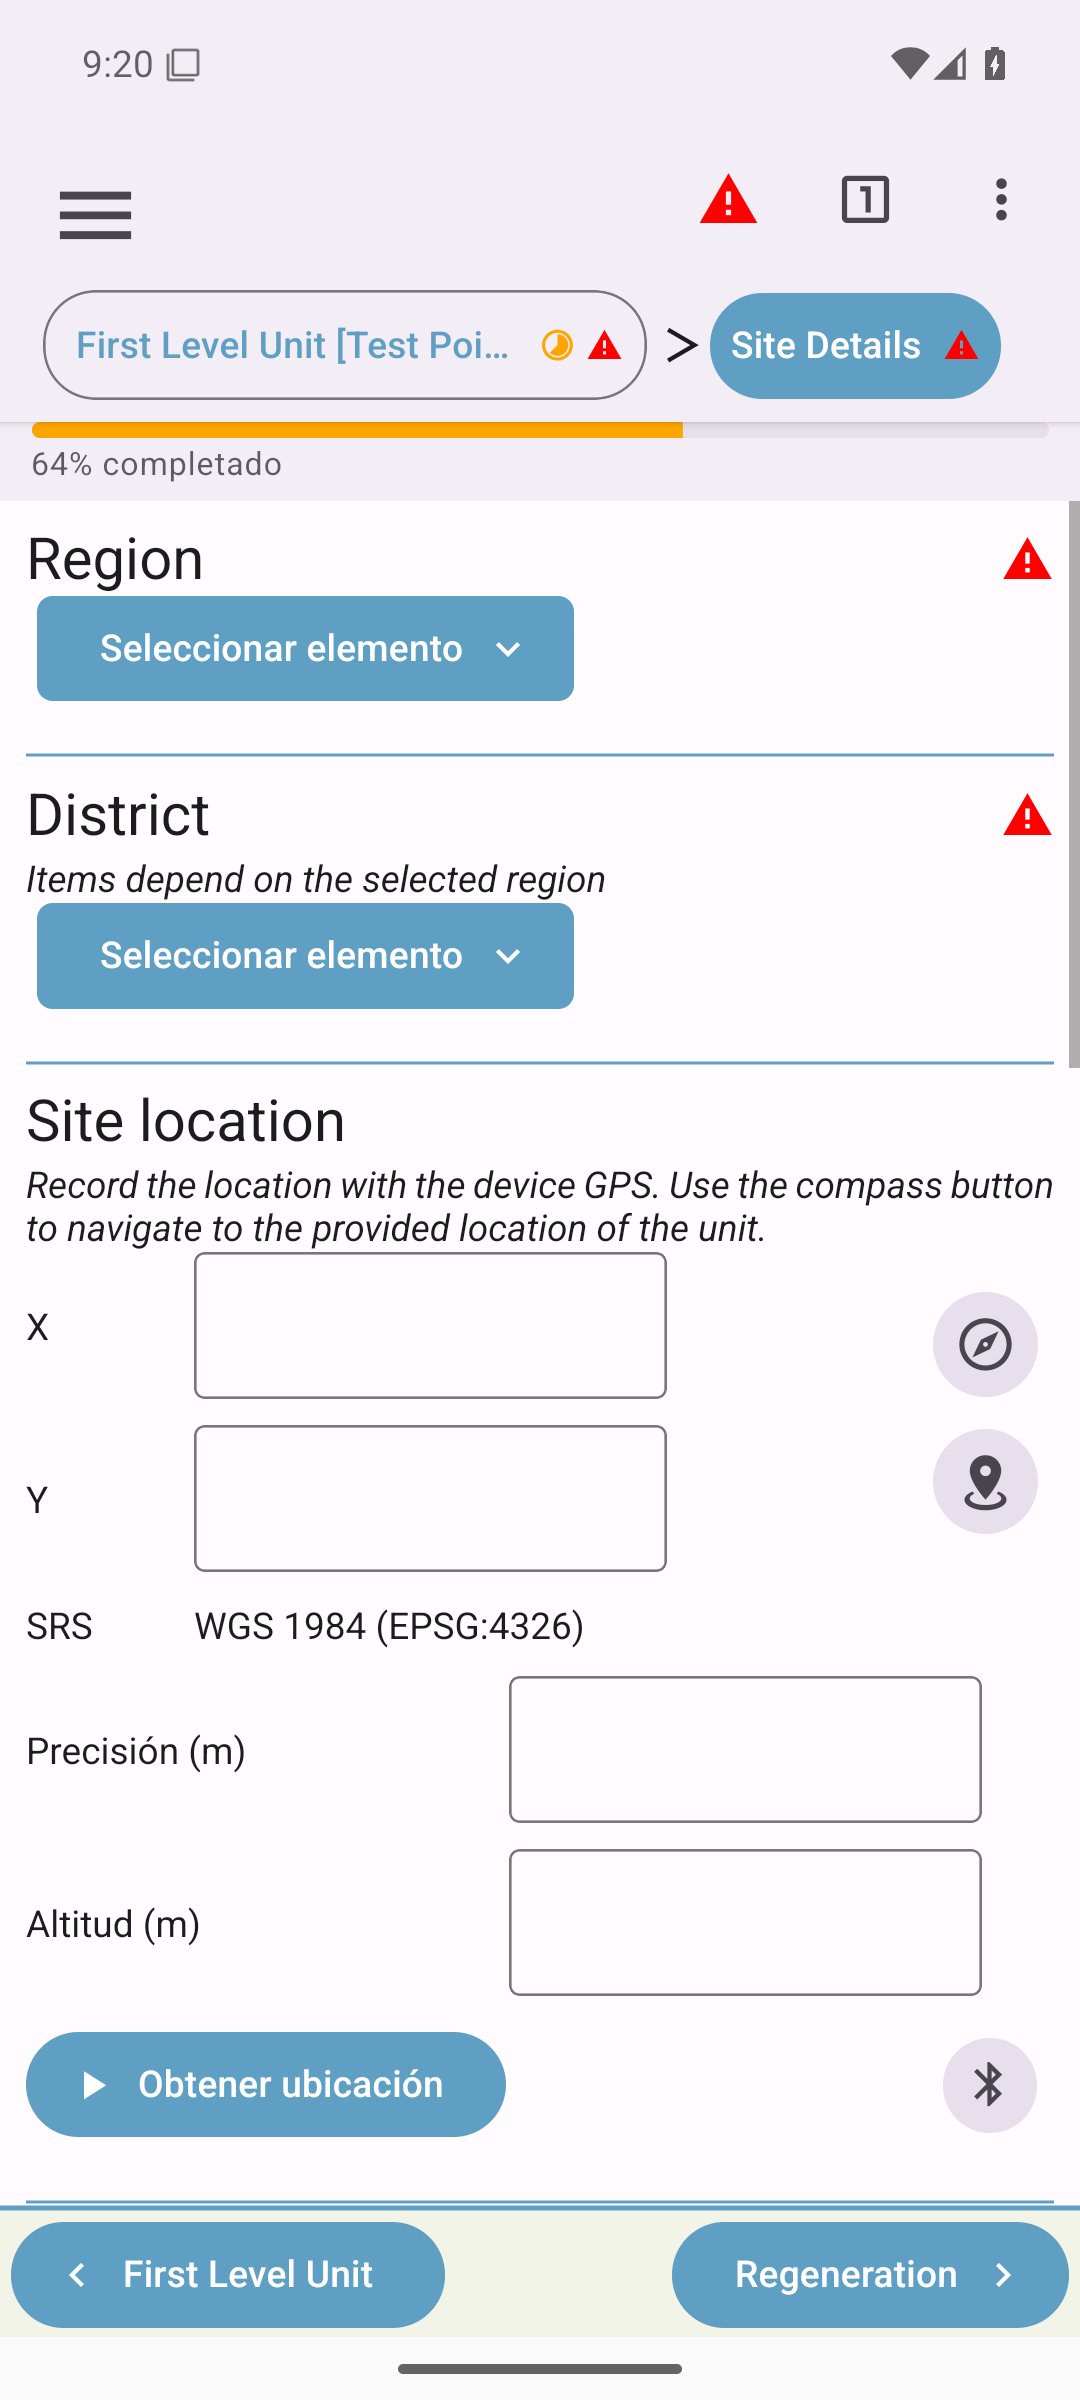 9:20
1
First Level Unit [Test Poi...
>
Site Details
64% completado
Region
Seleccionar elemento
District
Items depend on the selected region
Seleccionar elemento
Site location
Record the location with the device GPS. Use the compass button
to navigate to the provided location of the unit.
X
Y
SRS WGS 1984 (EPSG:4326)
Precisión (m)
Altitud (m)
Obtener ubicación
First Level Unit
Regeneration